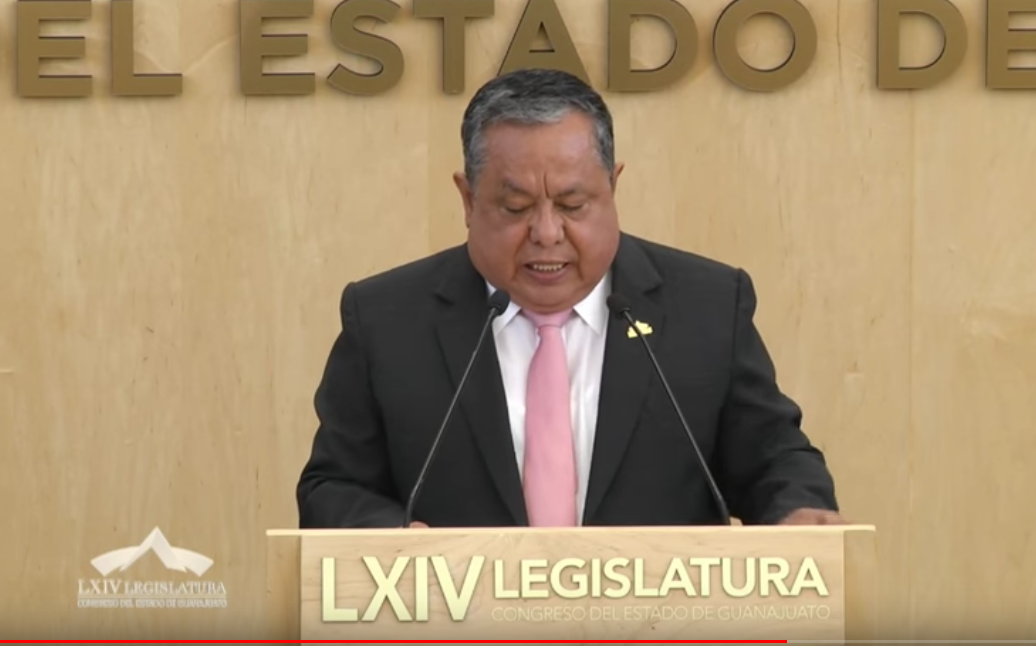 EL ESTADO DE
LXIV LEGISLATURA
CONGRESO DEL ESTADO DE GUANAJUATO
LXIV LEGISLATURA
CONGRESO DEL ESTADO DE GUANAJUATO